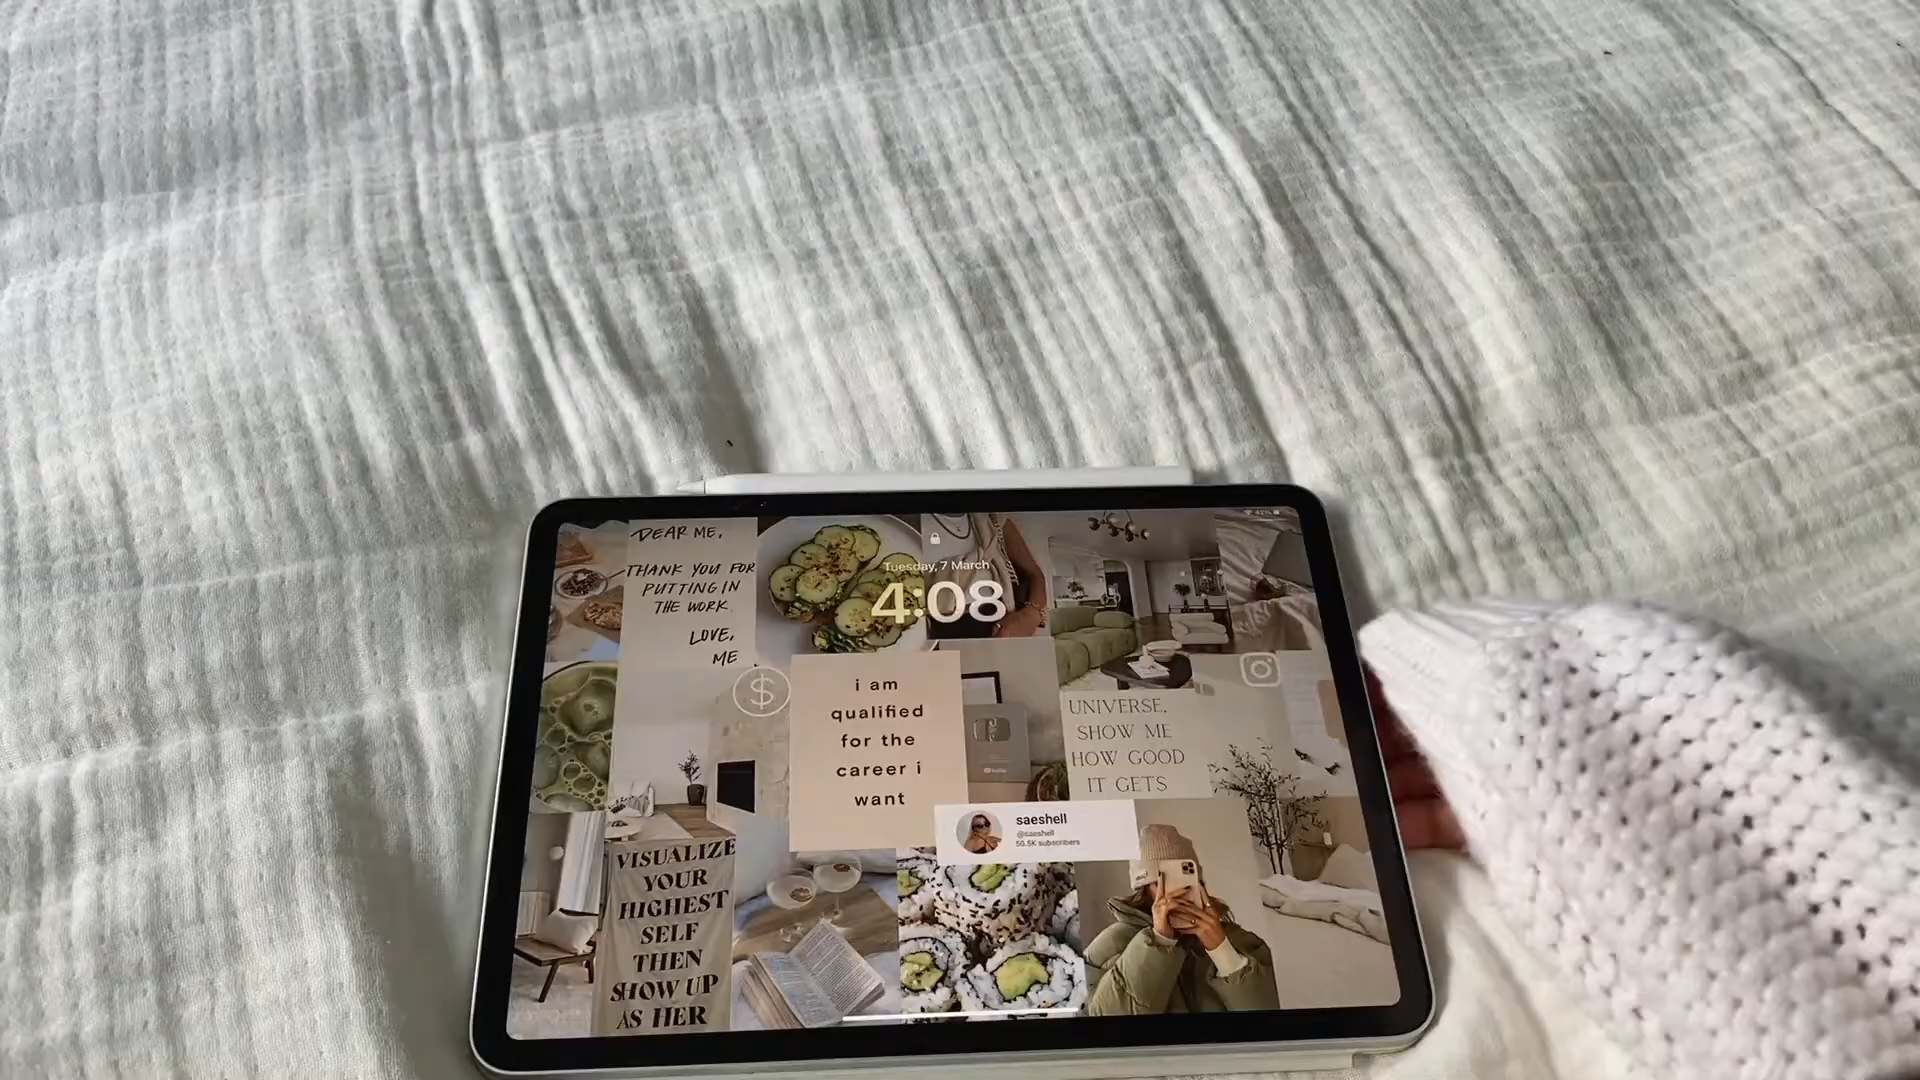 42%
Tuesday, 7 March
4:08
DEAR ME,
THANK YOU FOR
PUTTING IN
THE WORK.
LOVE,
ME
$
i am
qualified
for the
career i
want
UNIVERSE,
SHOW ME
HOW GOOD
IT GETS
saeshell
@saeshell
50.5K subscribers
VISUALIZE
YOUR
HIGHEST
SELF
THEN
SHOW UP
AS HER